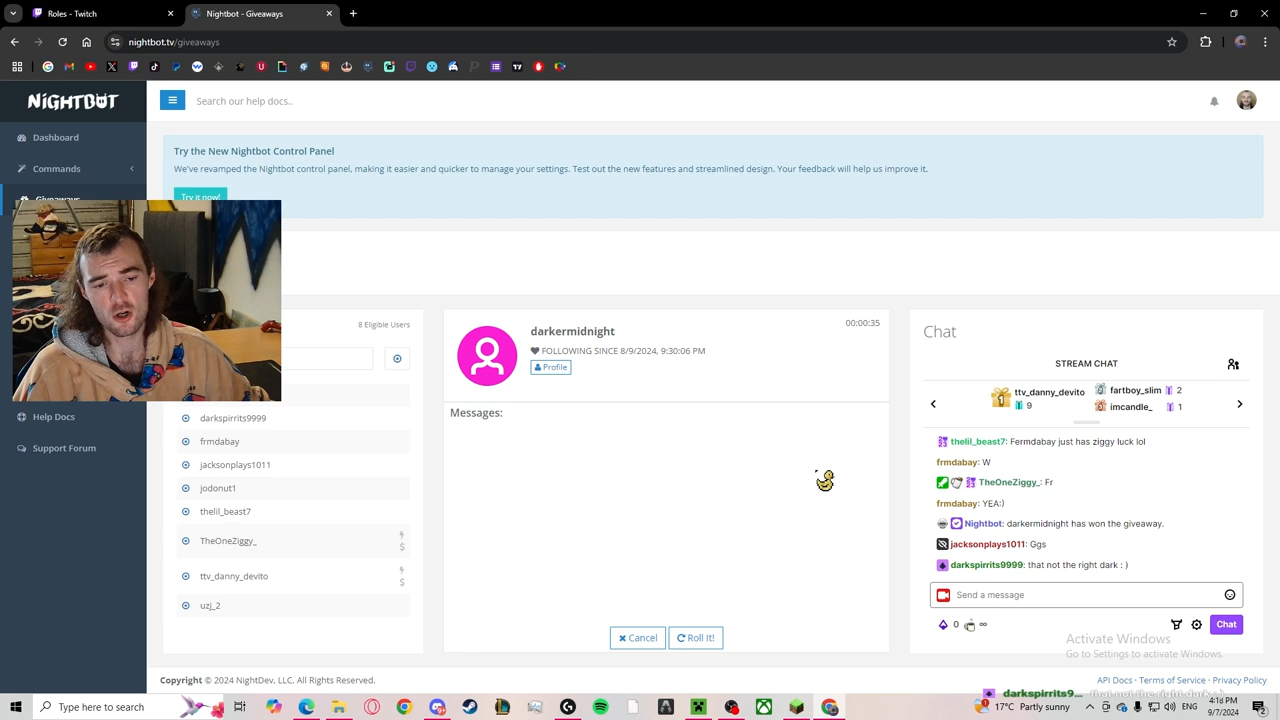 Roles - Twitch
Nightbot - Giveaways
nightbot.tv/giveaways
NIGHTBOT
Search our help docs..
Dashboard
Commands
Giveaways
Help Docs
Support Forum
Try the New Nightbot Control Panel
We've revamped the Nightbot control panel, making it easier and quicker to manage your settings. Test out the new features and streamlined design. Your feedback will help us improve it.
Try it now!
8 Eligible Users
darkspirrits9999
frmdabay
jacksonplays1011
jodonut1
thelil_beast7
TheOneZiggy_
ttv_danny_devito
uzj_2
darkermidnight
00:00:35
FOLLOWING SINCE 8/9/2024, 9:30:06 PM
Profile
Messages:
Cancel
Roll It!
Chat
STREAM CHAT
ttv_danny_devito
9
fartboy_slim 2
imcandle_ 1
thelil_beast7: Fermdabay just has ziggy luck lol
frmdabay: W
TheOneZiggy_: Fr
frmdabay: YEA:)
Nightbot: darkermidnight has won the giveaway.
jacksonplays1011: Ggs
darkspirrits9999: that not the right dark : )
Send a message
0 ∞
Chat
Activate Windows
Go to Settings to activate Windows.
Copyright © 2024 NightDev, LLC. All Rights Reserved.
API Docs - Terms of Service - Privacy Policy
darkspirrits9... that not the right dark : )
Type here to search
17°C Partly sunny
ENG
4:18 PM
9/7/2024